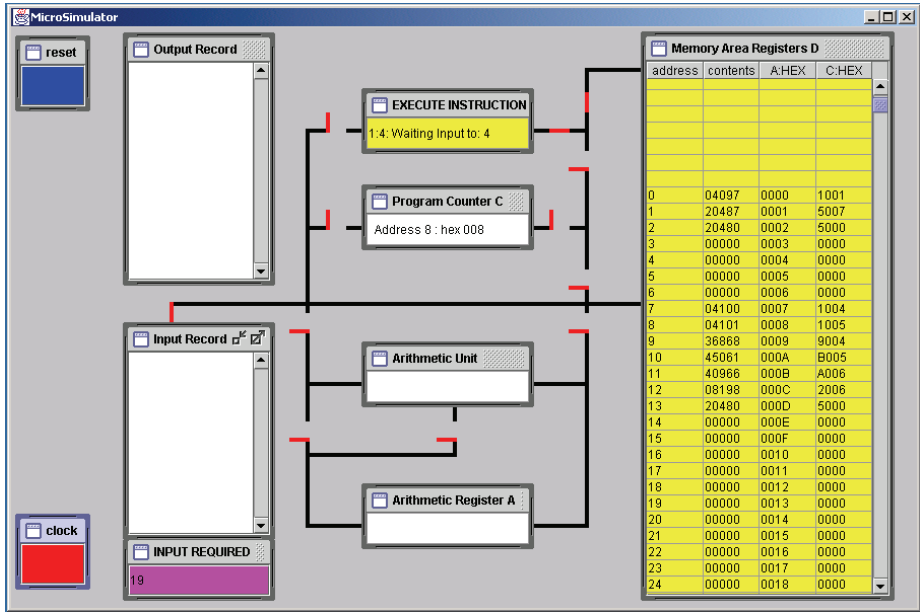 MicroSimulator
reset
Output Record
EXECUTE INSTRUCTION
1:4: Waiting Input to: 4
Program Counter C
Address 8 : hex 008
Input Record
Arithmetic Unit
Arithmetic Register A
clock
INPUT REQUIRED
19
Memory Area Registers D
address contents A:HEX C:HEX
0 04097 0000 1001
1 20487 0001 5007
2 20480 0002 5000
3 00000 0003 0000
4 00000 0004 0000
5 00000 0005 0000
6 00000 0006 0000
7 04100 0007 1004
8 04101 0008 1005
9 36868 0009 9004
10 45061 000A B005
11 40966 000B A006
12 08198 000C 2006
13 20480 000D 5000
14 00000 000E 0000
15 00000 000F 0000
16 00000 0010 0000
17 00000 0011 0000
18 00000 0012 0000
19 00000 0013 0000
20 00000 0014 0000
21 00000 0015 0000
22 00000 0016 0000
23 00000 0017 0000
24 00000 0018 0000